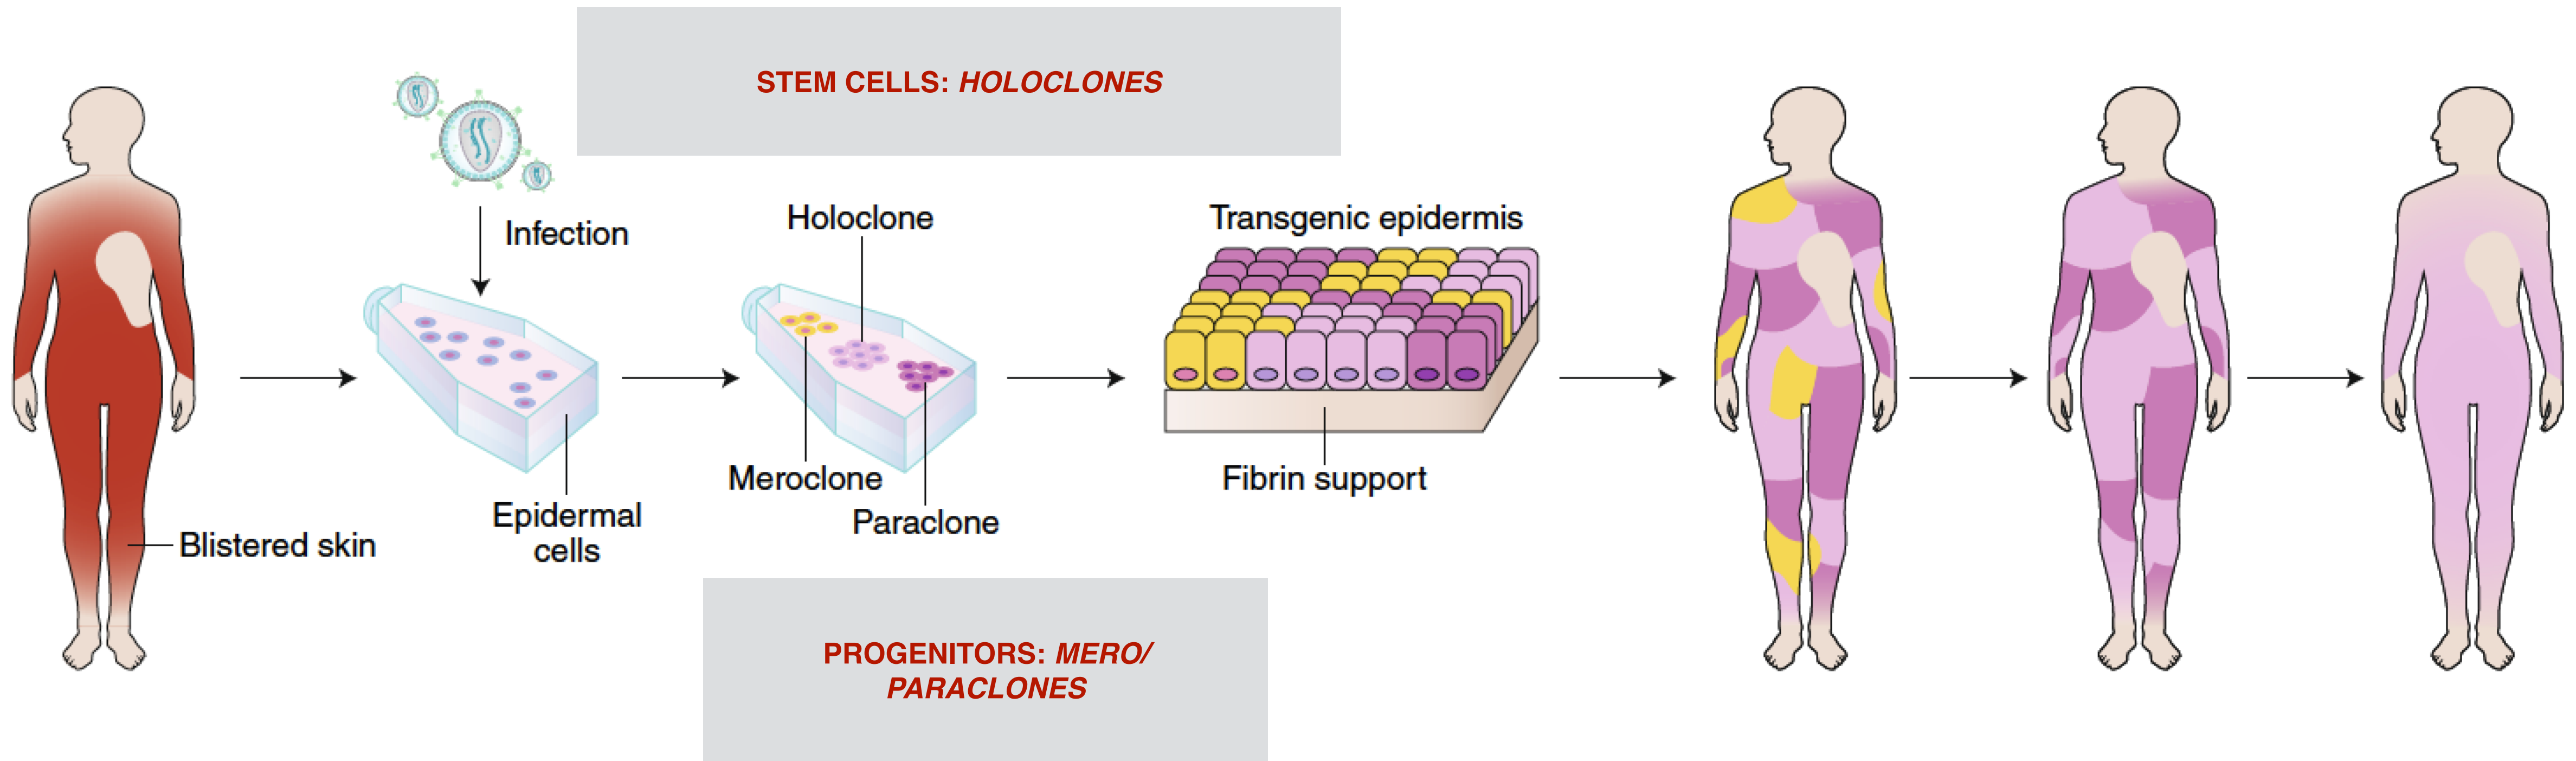 STEM CELLS: HOLOCLONES
Infection
Holoclone
Transgenic epidermis
Meroclone
Paraclone
Fibrin support
Epidermal
cells
Blistered skin
PROGENITORS: MERO/
PARACLONES